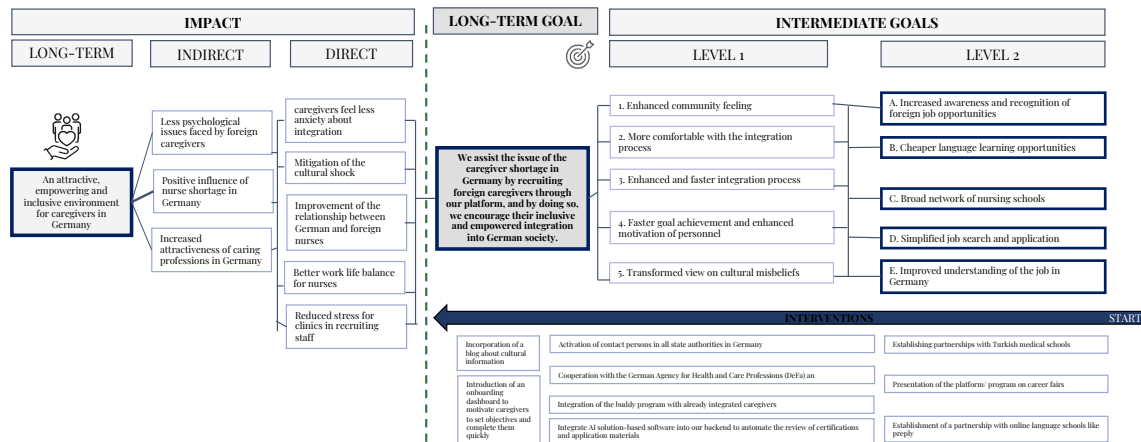 IMPACT
LONG-TERM
INDIRECT
DIRECT
An attractive,
empowering and
inclusive environment
for caregivers in
Germany
Less psychological
issues faced by foreign
caregivers
Positive influence of
nurse shortage in
Germany
Increased
attractiveness of caring
professions in Germany
caregivers feel less
anxiety about
integration
Mitigation of the
cultural shock
Improvement of the
relationship between
German and foreign
nurses
Better work life balance
for nurses
Reduced stress for
clinics in recruiting
staff
LONG-TERM GOAL
We assist the issue of the
caregiver shortage in
Germany by recruiting
foreign caregivers through
our platform, and by doing so,
we encourage their inclusive
and empowered integration
into German society.
INTERMEDIATE GOALS
LEVEL 1
LEVEL 2
1. Enhanced community feeling
2. More comfortable with the integration
process
3. Enhanced and faster integration process
4. Faster goal achievement and enhanced
motivation of personnel
5. Transformed view on cultural misbeliefs
A. Increased awareness and recognition of
foreign job opportunities
B. Cheaper language learning opportunities
C. Broad network of nursing schools
D. Simplified job search and application
E. Improved understanding of the job in
Germany
INTERVENTIONS
START
Incorporation of a
blog about cultural
information
Introduction of an
onboarding
dashboard to
motivate caregivers
to set objectives and
complete them
quickly
Activation of contact persons in all state authorities in Germany
Cooperation with the German Agency for Health and Care Professions (DeFa) an
Integration of the buddy program with already integrated caregivers
Integrate AI solution-based software into our backend to automate the review of certifications
and application materials
Establishing partnerships with Turkish medical schools
Presentation of the platform/ program on career fairs
Establishment of a partnership with online language schools like
preply